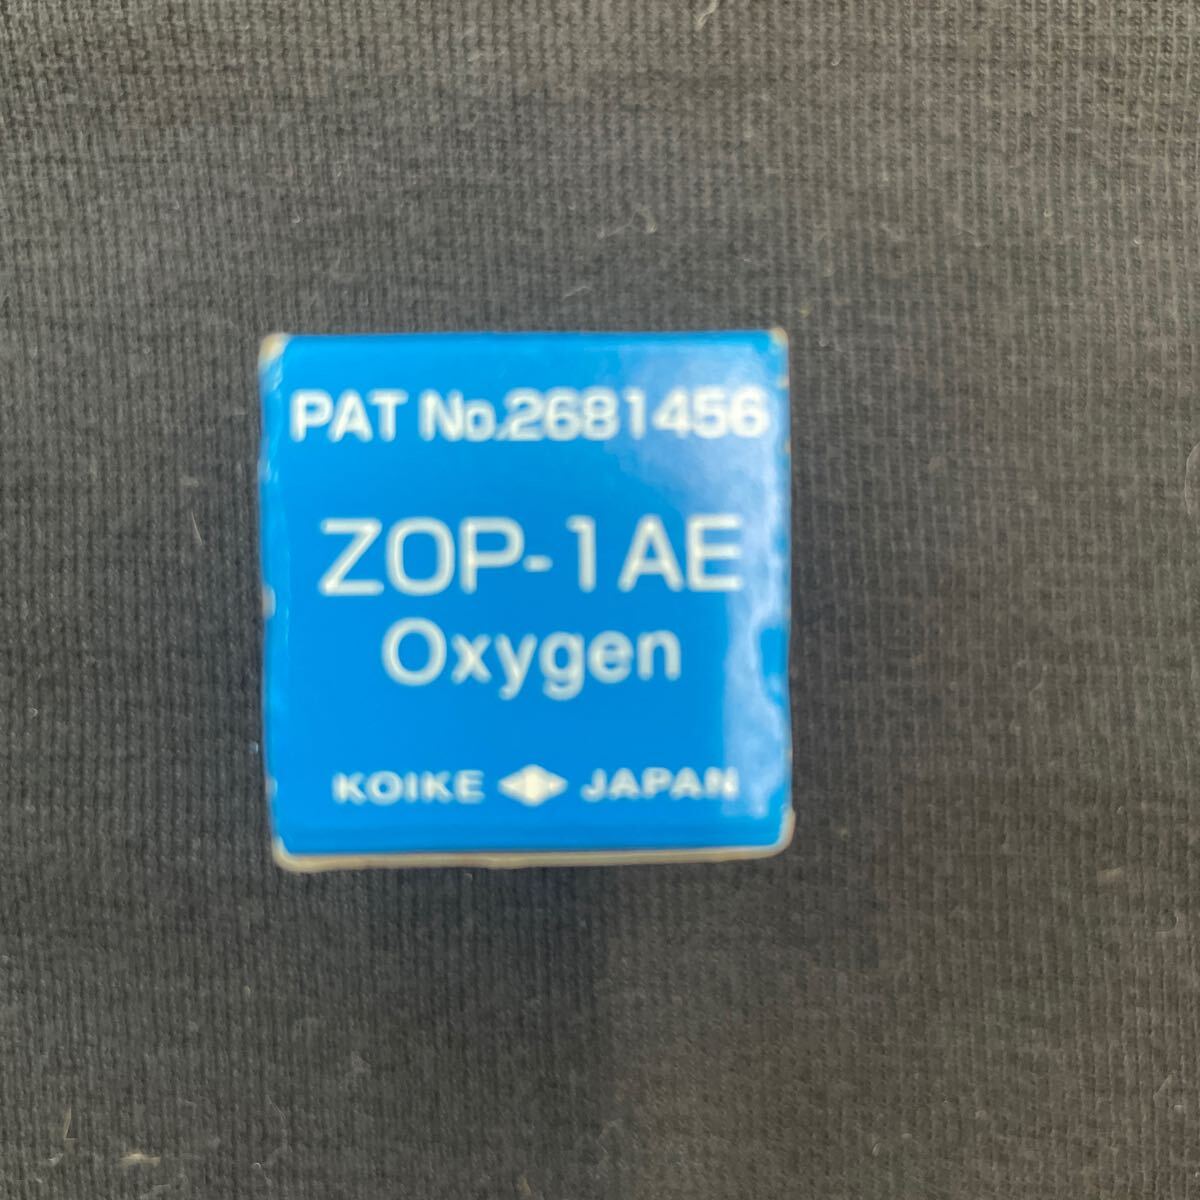 PAT No.2681456
ZOP-1AE
Oxygen
KOIKE JAPAN